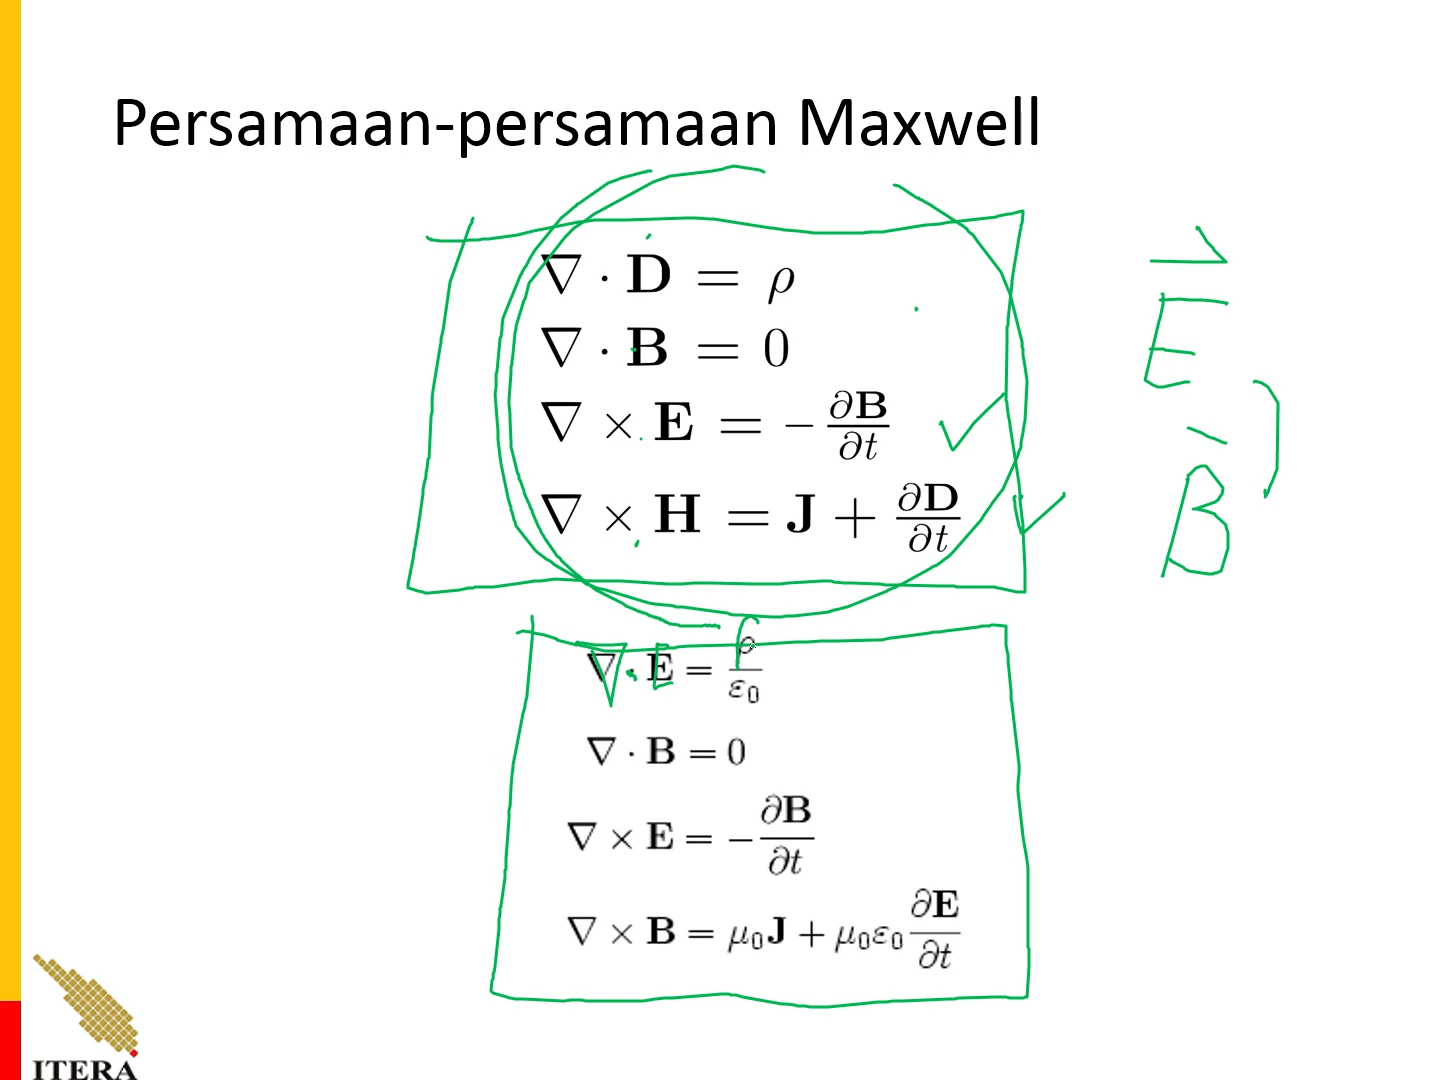 Persamaan-persamaan Maxwell
∇ · D = ρ
∇ · B = 0
∇ × E = -∂B/∂t
∇ × H = J + ∂D/∂t
E
B
∇ · E = ρ/ε₀
∇ · B = 0
∇ × E = -∂B/∂t
∇ × B = μ₀J + μ₀ε₀ ∂E/∂t
ITERA